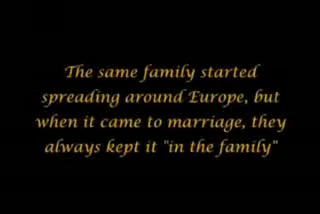 The same family started
spreading around Europe, but
when it came to marriage, they
always kept it "in the family"